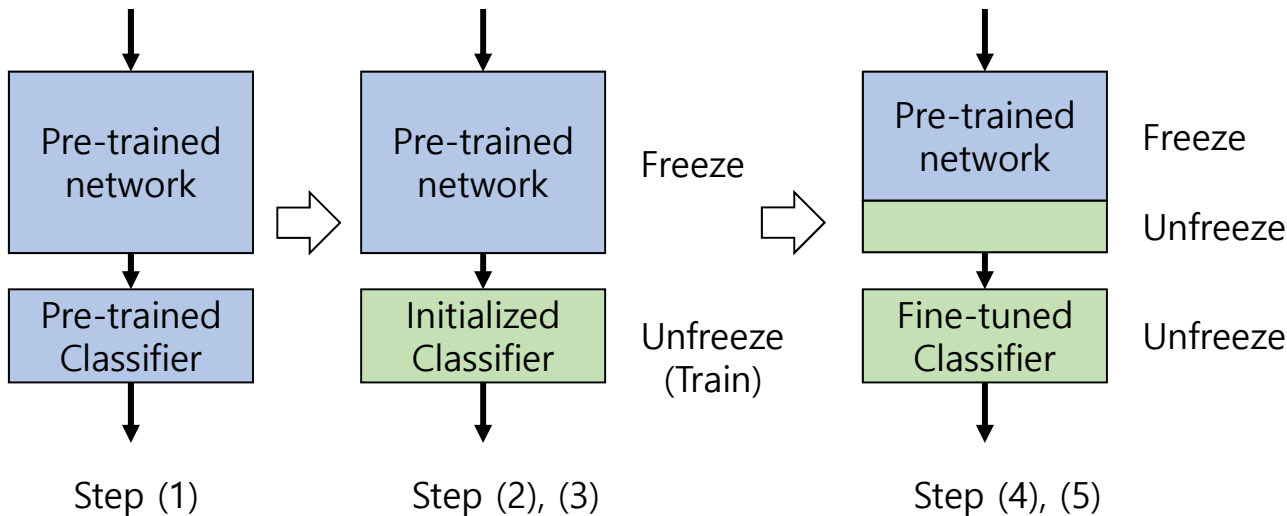 Pre-trained
network
Pre-trained
Classifier
Step (1)
Pre-trained
network
Freeze
Initialized
Classifier
Unfreeze
(Train)
Step (2), (3)
Pre-trained
network
Freeze
Unfreeze
Fine-tuned
Classifier
Unfreeze
Step (4), (5)